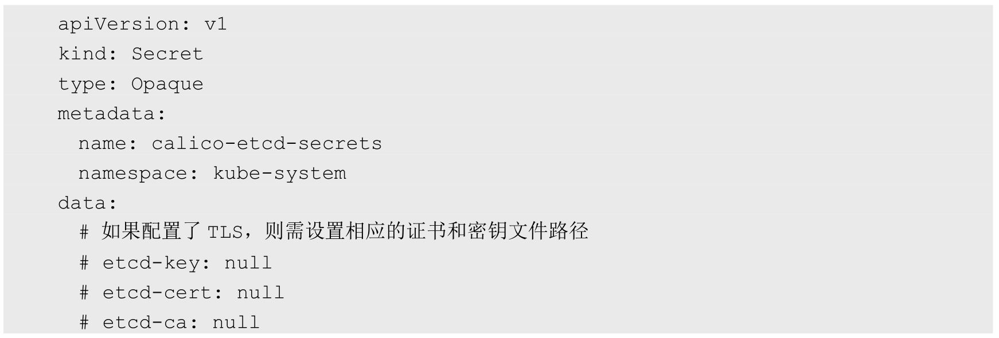 apiVersion: v1
kind: Secret
type: Opaque
metadata:
  name: calico-etcd-secrets
  namespace: kube-system
data:
  # 如果配置了 TLS，则需设置相应的证书和密钥文件路径
  # etcd-key: null
  # etcd-cert: null
  # etcd-ca: null